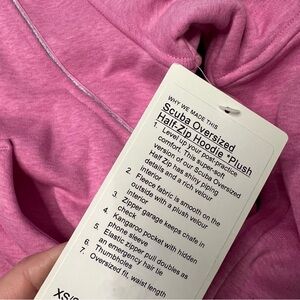 WHY WE MADE THIS
Scuba Oversized
Half-Zip Hoodie *Plush
1. Level up your post-practice
comfort. This super-soft
version of our Scuba Oversized
Half Zip has shiny piping
details and a rich velour
interior
2. Fleece fabric is smooth on the
outside with a plush velour
interior
3. Zipper garage keeps chafe in
check
4. Kangaroo pocket with hidden
phone sleeve
5. Elastic zipper pull doubles as
an emergency hair tie
6. Thumbholes
7. Oversized fit, waist length
XS/